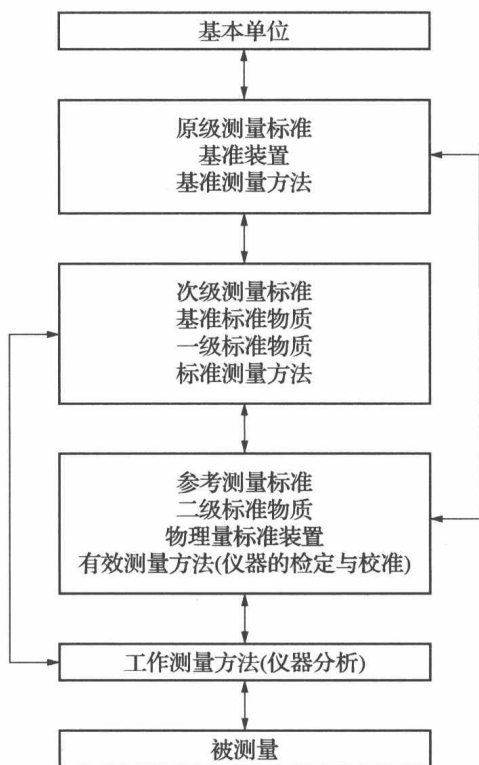 基本单位
原级测量标准
基准装置
基准测量方法
次级测量标准
基准标准物质
一级标准物质
标准测量方法
参考测量标准
二级标准物质
物理量标准装置
有效测量方法(仪器的检定与校准)
工作测量方法(仪器分析)
被测量